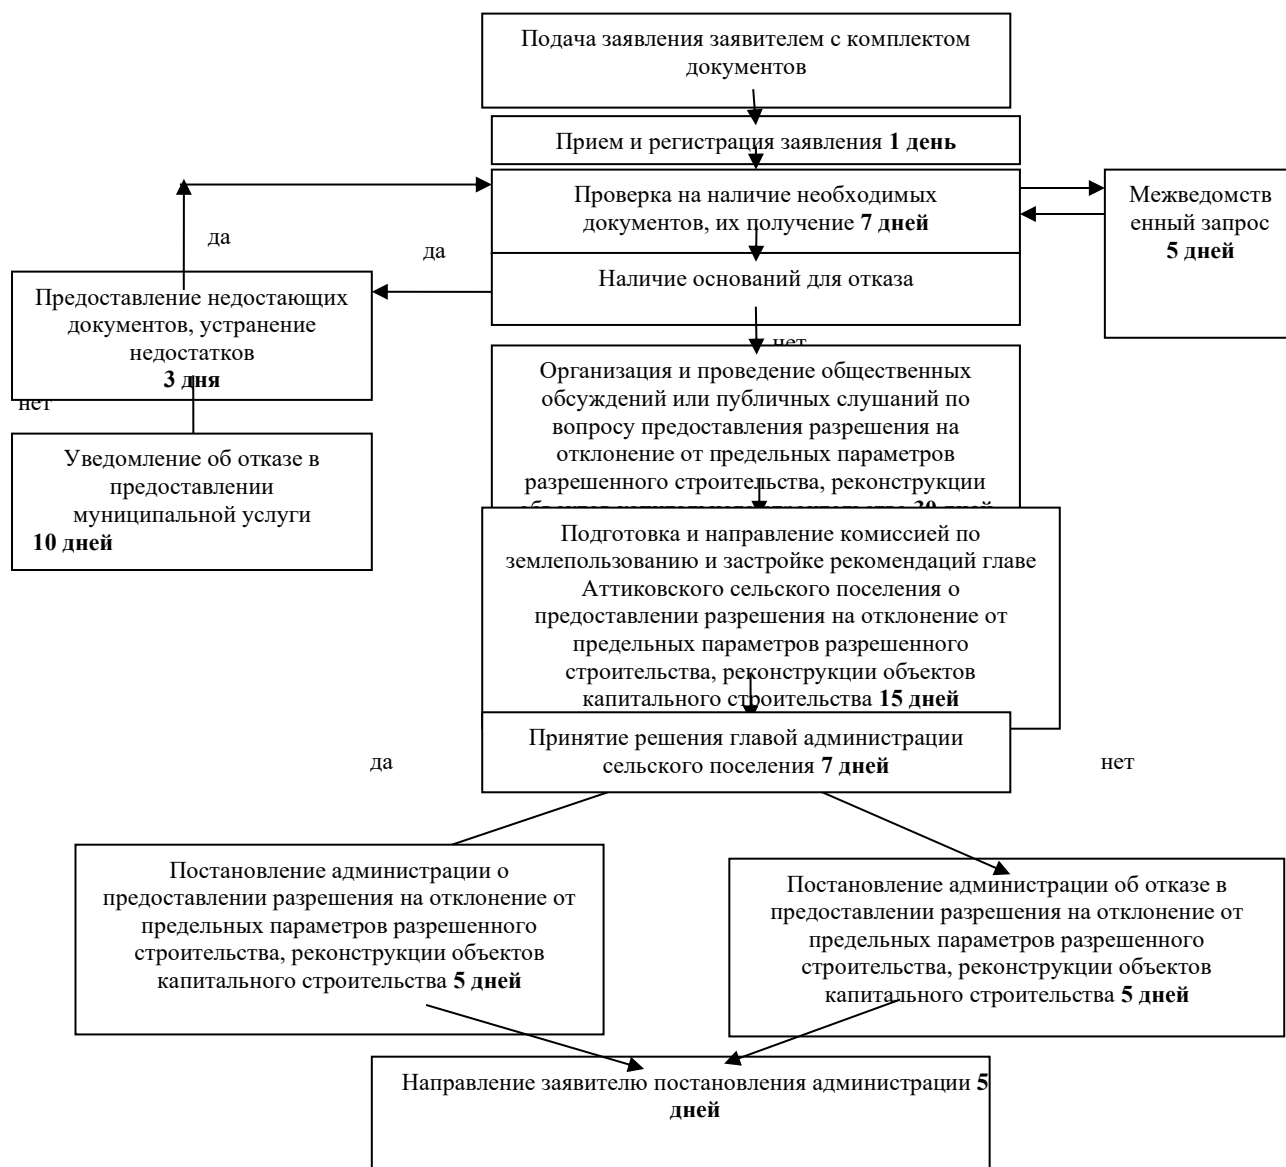 Подача заявления заявителем с комплектом
документов
Прием и регистрация заявления 1 день
Проверка на наличие необходимых
документов, их получение 7 дней
Межведомств
енный запрос
5 дней
да
да
Наличие оснований для отказа
Предоставление недостающих
документов, устранение
недостатков
3 дня
нет
нет
Организация и проведение общественных
обсуждений или публичных слушаний по
вопросу предоставления разрешения на
отклонение от предельных параметров
разрешенного строительства, реконструкции
объектов капитального строительства 30 дней
Уведомление об отказе в
предоставлении
муниципальной услуги
10 дней
Подготовка и направление комиссией по
землепользованию и застройке рекомендаций главе
Аттиковского сельского поселения о
предоставлении разрешения на отклонение от
предельных параметров разрешенного
строительства, реконструкции объектов
капитального строительства 15 дней
Принятие решения главой администрации
сельского поселения 7 дней
да
нет
Постановление администрации о
предоставлении разрешения на отклонение от
предельных параметров разрешенного
строительства, реконструкции объектов
капитального строительства 5 дней
Постановление администрации об отказе в
предоставлении разрешения на отклонение от
предельных параметров разрешенного
строительства, реконструкции объектов
капитального строительства 5 дней
Направление заявителю постановления администрации 5
дней